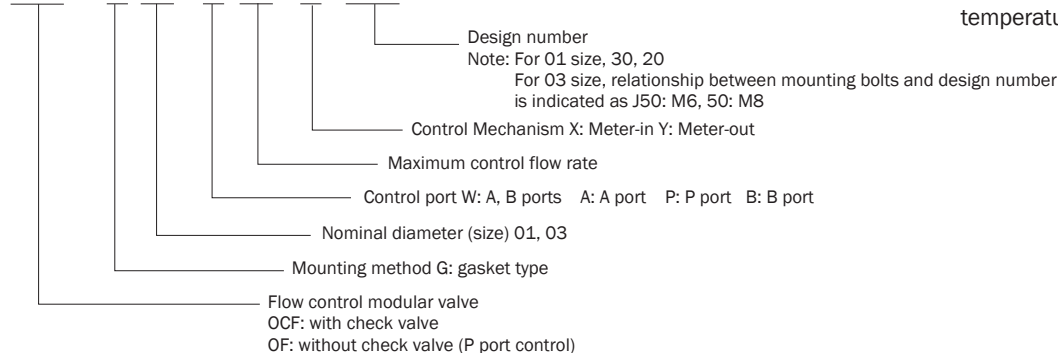 temperatu
Design number
Note: For 01 size, 30, 20
For 03 size, relationship between mounting bolts and design number
is indicated as J50: M6, 50: M8
Control Mechanism X: Meter-in Y: Meter-out
Maximum control flow rate
Control port W: A, B ports A: A port P: P port B: B port
Nominal diameter (size) 01, 03
Mounting method G: gasket type
Flow control modular valve
OCF: with check valve
OF: without check valve (P port control)